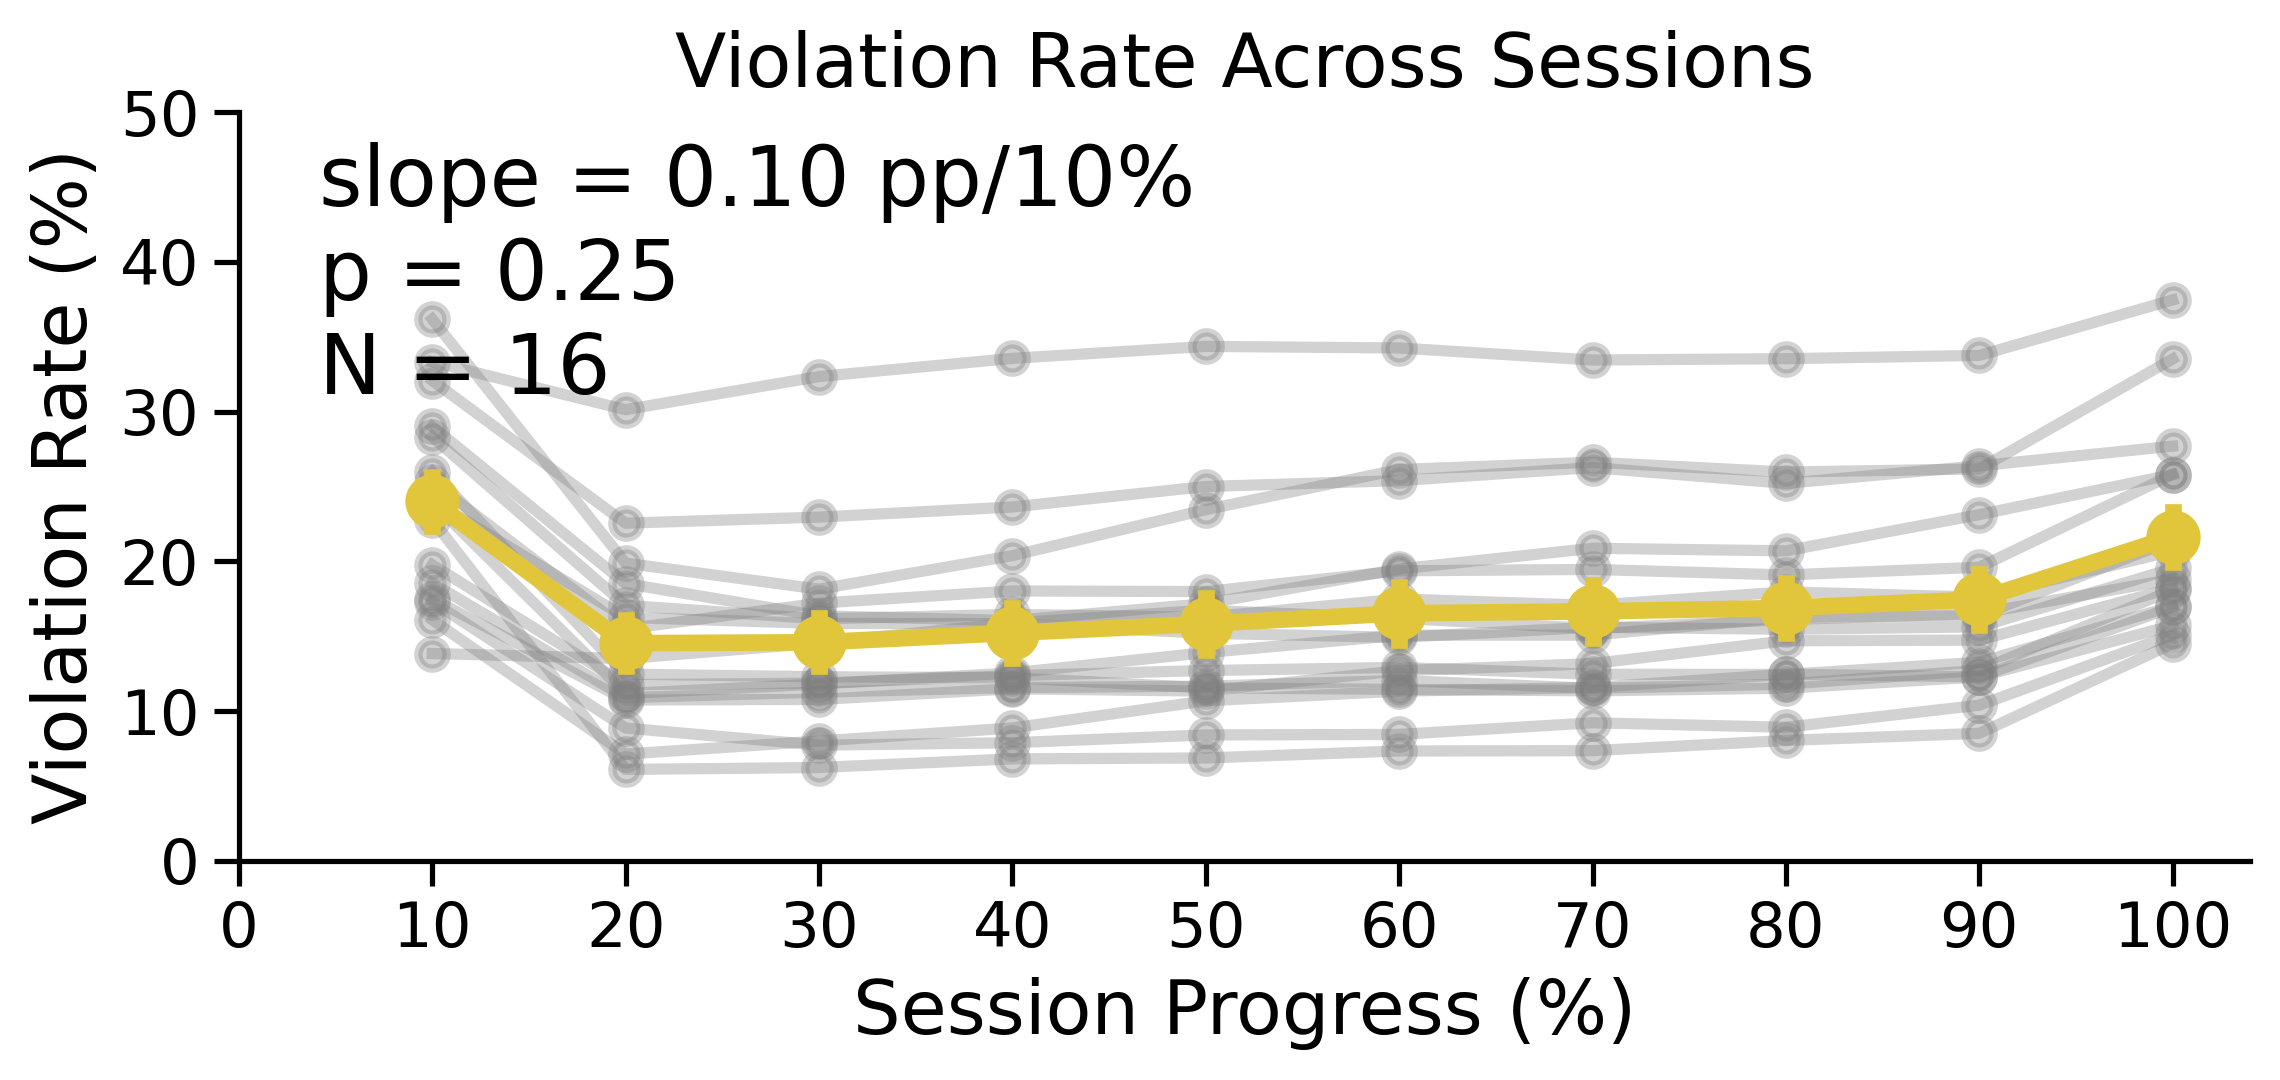 Violation Rate Across Sessions
slope = 0.10 pp/10%
p = 0.25
N = 16
Violation Rate (%)
50
40
30
20
10
0
0 10 20 30 40 50 60 70 80 90 100
Session Progress (%)